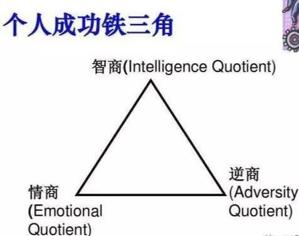 个人成功铁三角
智商(Intelligence Quotient)
情商
(Emotional
Quotient)
逆商
(Adversity
Quotient)